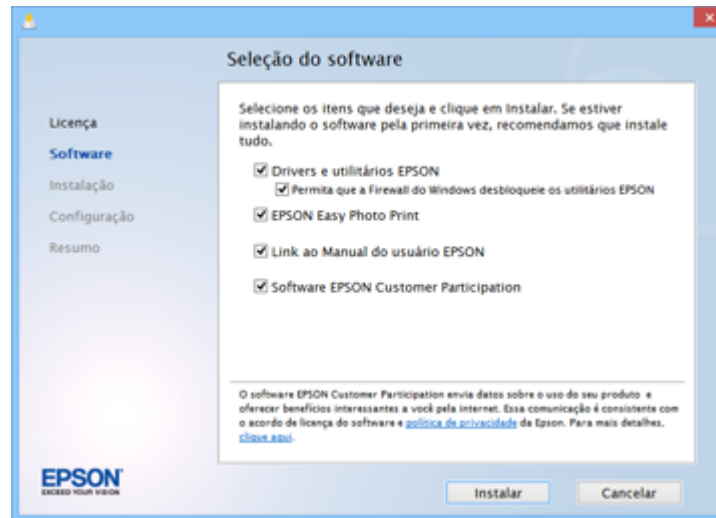 Seleção do software
Licença
Software
Instalação
Configuração
Resumo
Selecione os itens que deseja e clique em Instalar. Se estiver
instalando o software pela primeira vez, recomendamos que instale
tudo.
Drivers e utilitários EPSON
Permita que a Firewall do Windows desbloqueie os utilitários EPSON
EPSON Easy Photo Print
Link ao Manual do usuário EPSON
Software EPSON Customer Participation
O software EPSON Customer Participation envia datos sobre o uso do seu produto e
oferecer benefícios interessantes a você pela internet. Essa comunicação é consistente com
o acordo de licença do software e política de privacidade da Epson. Para mais detalhes,
clique aqui.
EPSON
EXCEED YOUR VISION
Instalar
Cancelar